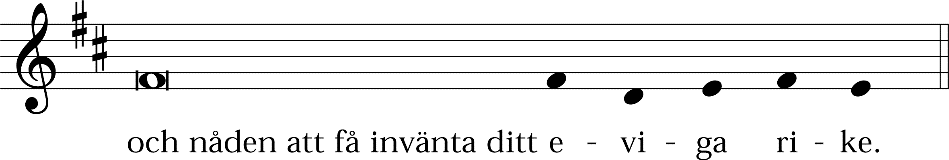 och nåden att få invänta ditt e - vi - ga ri - ke.